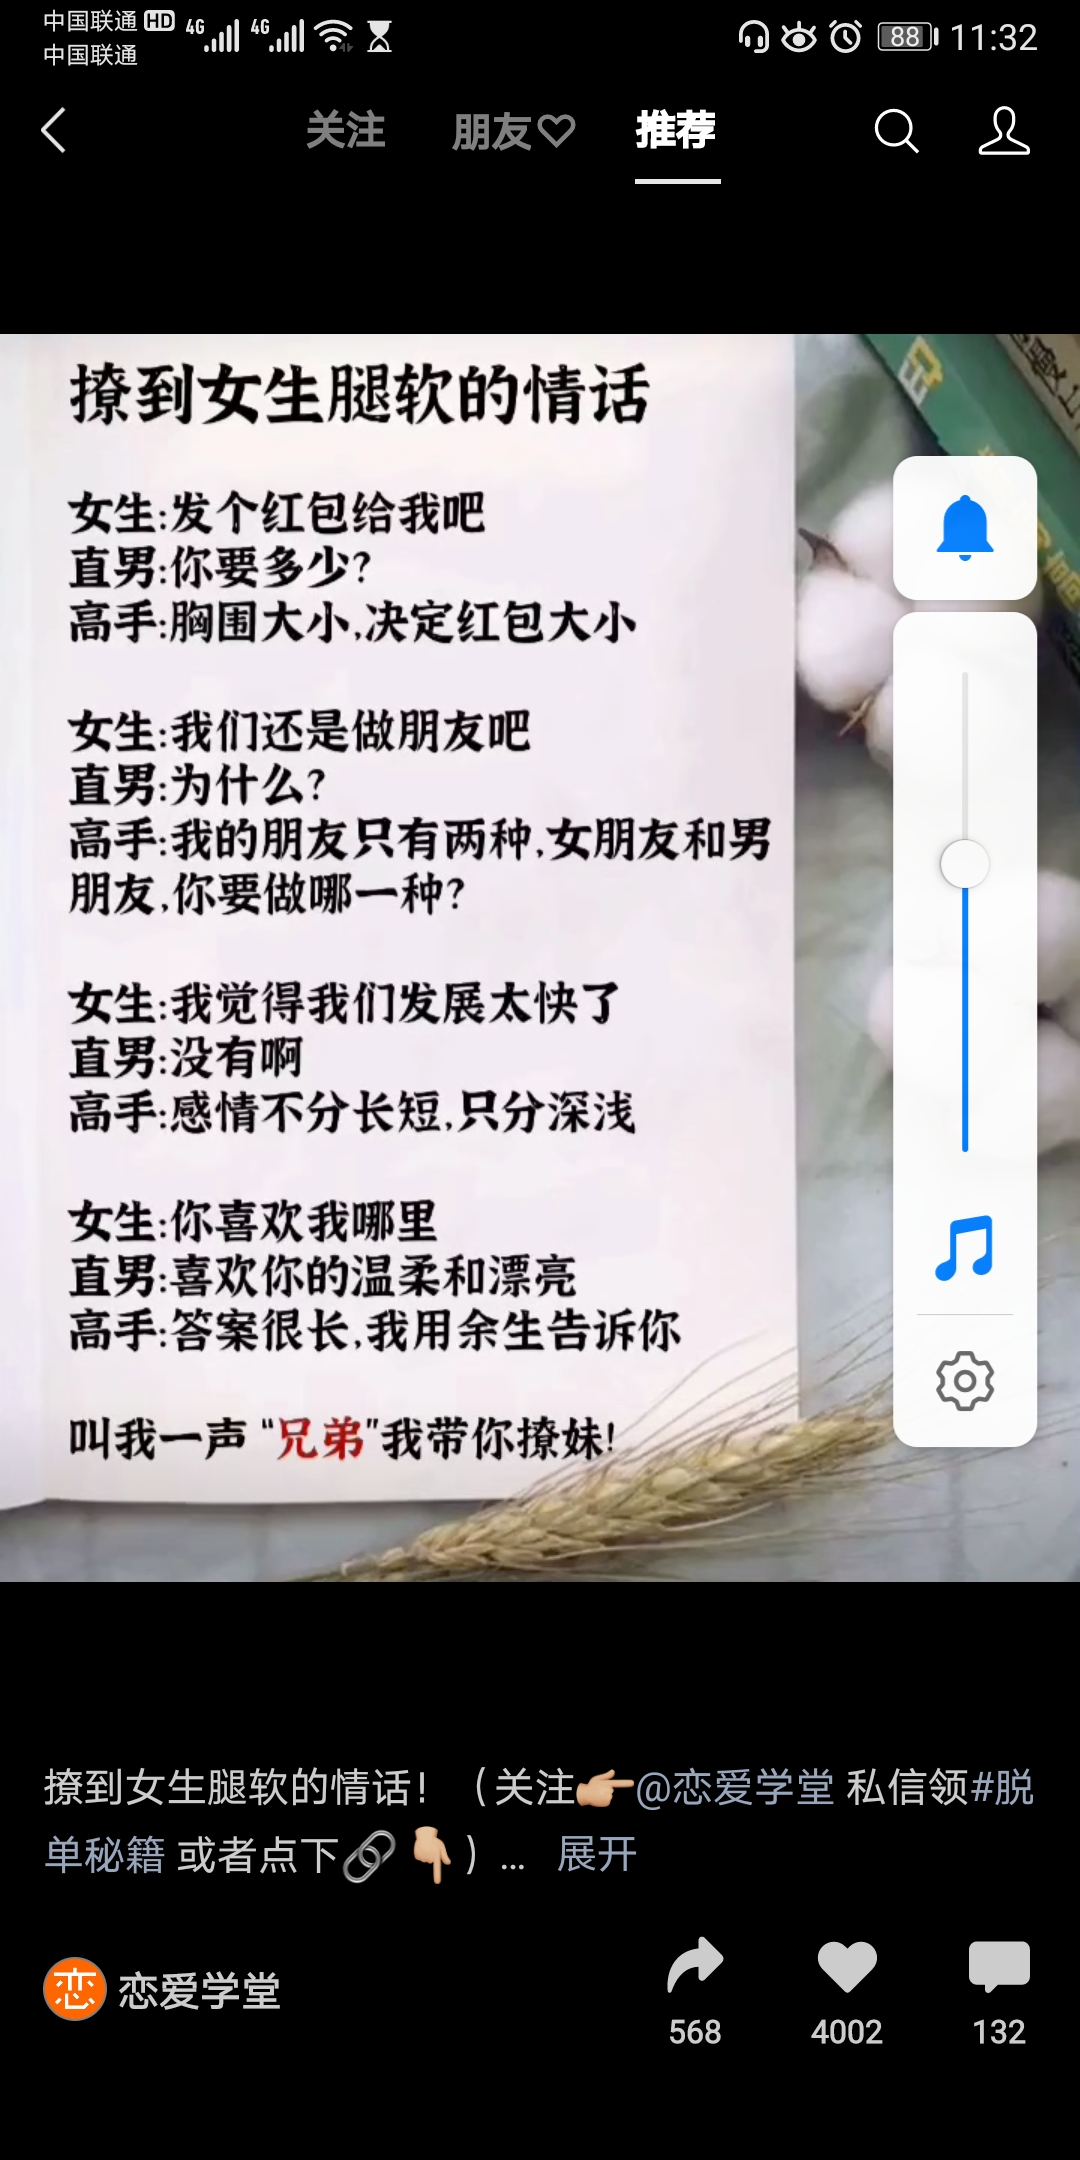 中国联通 HD 4G 4G 88 11:32
中国联通
关注 朋友♡ 推荐
撩到女生腿软的情话
女生:发个红包给我吧
直男:你要多少?
高手:胸围大小,决定红包大小
女生:我们还是做朋友吧
直男:为什么?
高手:我的朋友只有两种,女朋友和男
朋友,你要做哪一种?
女生:我觉得我们发展太快了
直男:没有啊
高手:感情不分长短,只分深浅
女生:你喜欢我哪里
直男:喜欢你的温柔和漂亮
高手:答案很长,我用余生告诉你
叫我一声“兄弟”我带你撩妹!
撩到女生腿软的情话！（关注👉🏼@恋爱学堂 私信领#脱
单秘籍 或者点下🔗👇🏼）... 展开
恋 恋爱学堂
568 4002 132